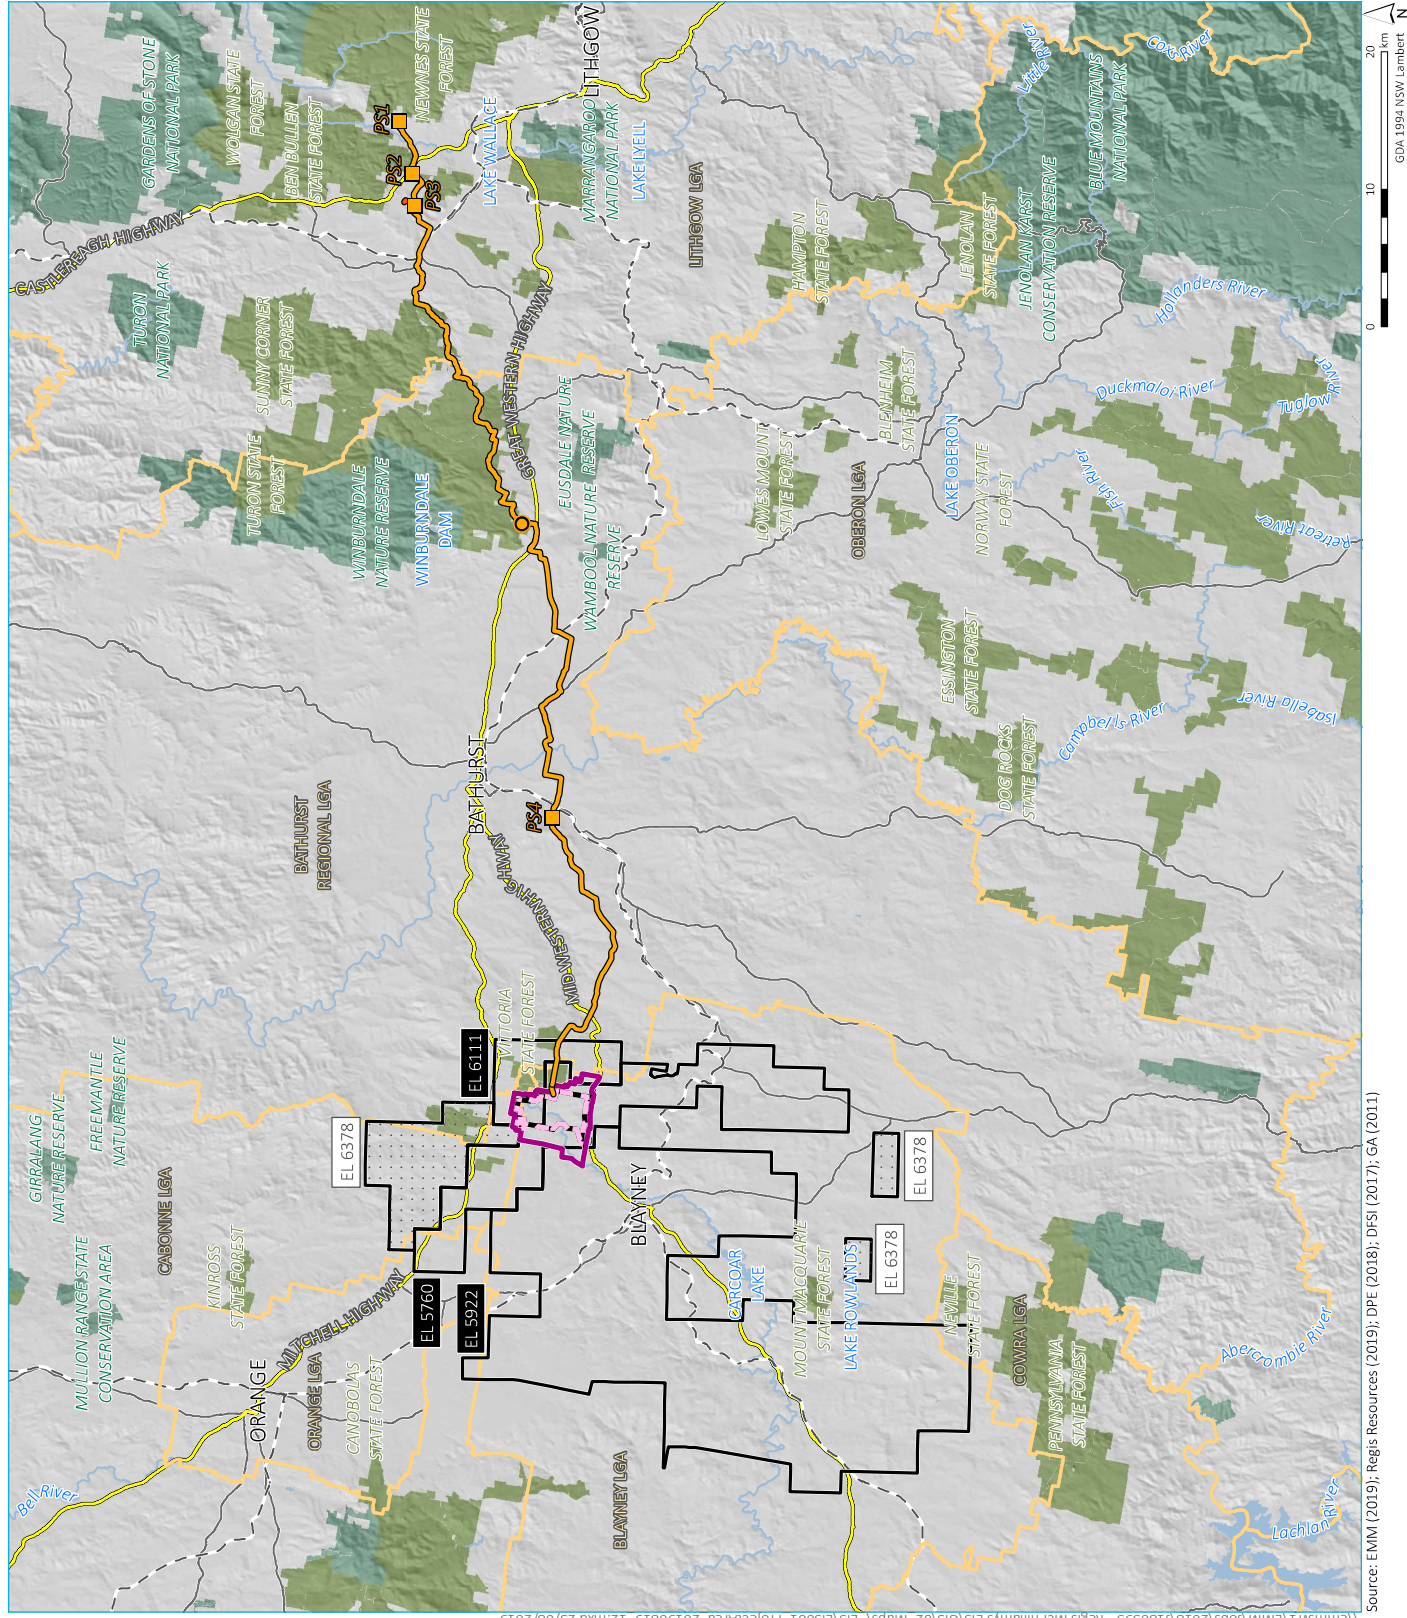 CASTLEREAGH HIGHWAY
GARDENS OF STONE
NATIONAL PARK
WOLGAN STATE
FOREST
BEN BULLEN
STATE FOREST
NEWNES STATE
FOREST
PS1
PS2
PS3
LAKE WALLACE
LITHGOW
MARRANGAROO
NATIONAL PARK
LAKE LYELL
LITHGOW LGA
Little River
Coxs River
BLUE MOUNTAINS
NATIONAL PARK
HAMPTON
STATE FOREST
JENOLAN
STATE FOREST
JENOLAN KARST
CONSERVATION RESERVE
Hollanders River
TURON
NATIONAL PARK
SUNNY CORNER
STATE FOREST
GREAT WESTERN HIGHWAY
TURON STATE
FOREST
WINBURNDALE
NATURE RESERVE
WINBURNDALE
DAM
EUSDALE NATURE
RESERVE
WAMBOOL NATURE
RESERVE
LOWES MOUNT
STATE FOREST
BLENHEIM
STATE FOREST
OBERON LGA
LAKE OBERON
NORWAY STATE
FOREST
Duckmaloi River
Tuglow River
Fish River
Retreat River
ESSINGTON
STATE FOREST
DOG ROCKS
STATE FOREST
Campbells River
Isabella River
BATHURST
BATHURST
REGIONAL LGA
PS4
MID WESTERN HIGHWAY
VITTORIA
STATE FOREST
EL 6111
EL 6378
GIRRALANG
NATURE RESERVE
FREEMANTLE
NATURE RESERVE
CABONNE LGA
MULLION RANGE STATE
CONSERVATION AREA
KINROSS
STATE FOREST
MITCHELL HIGHWAY
ORANGE
ORANGE LGA
CANOBOLAS
STATE FOREST
EL 5760
EL 5922
BLAYNEY
BLAYNEY LGA
CARCOAR
LAKE
MOUNT MACQUARIE
STATE FOREST
LAKE ROWLANDS
EL 6378
EL 6378
NEVILLE
STATE FOREST
COWRA LGA
PENNSYLVANIA
STATE FOREST
Abercrombie River
Lachlan River
Bell River
Source: EMM (2019); Regis Resources (2019); DPE (2018); DFSI (2017); GA (2011)
0 10 20
km
GDA 1994 NSW Lambert
N